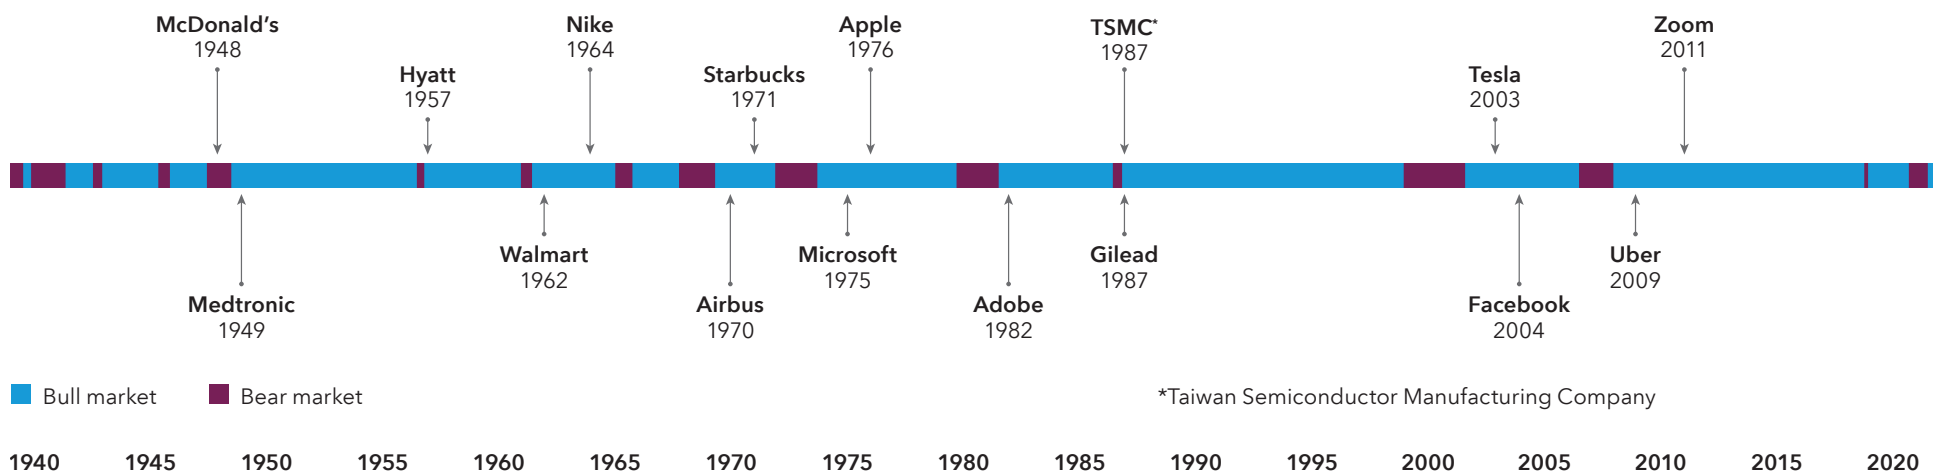 McDonald's
1948
Nike
1964
Apple
1976
TSMC*
1987
Zoom
2011
Hyatt
1957
Starbucks
1971
Tesla
2003
Walmart
1962
Microsoft
1975
Gilead
1987
Uber
2009
Medtronic
1949
Airbus
1970
Adobe
1982
Facebook
2004
Bull market
Bear market
*Taiwan Semiconductor Manufacturing Company
1940 1945 1950 1955 1960 1965 1970 1975 1980 1985 1990 1995 2000 2005 2010 2015 2020